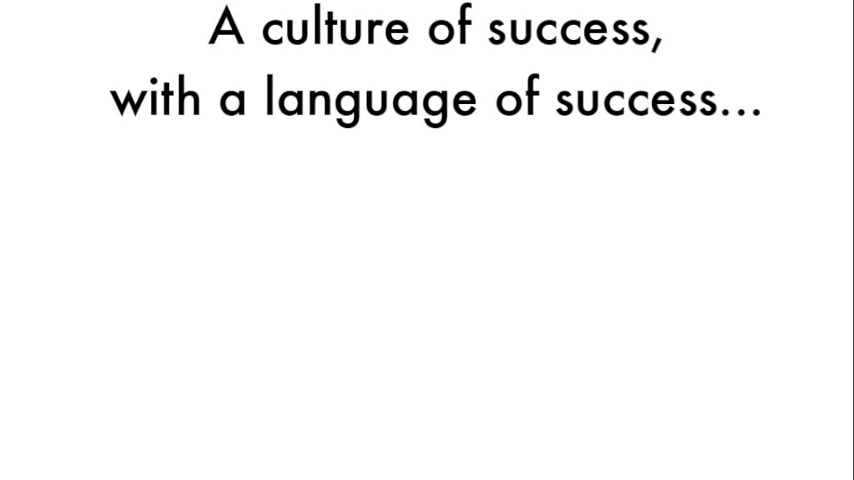 A culture of success,
with a language of success...